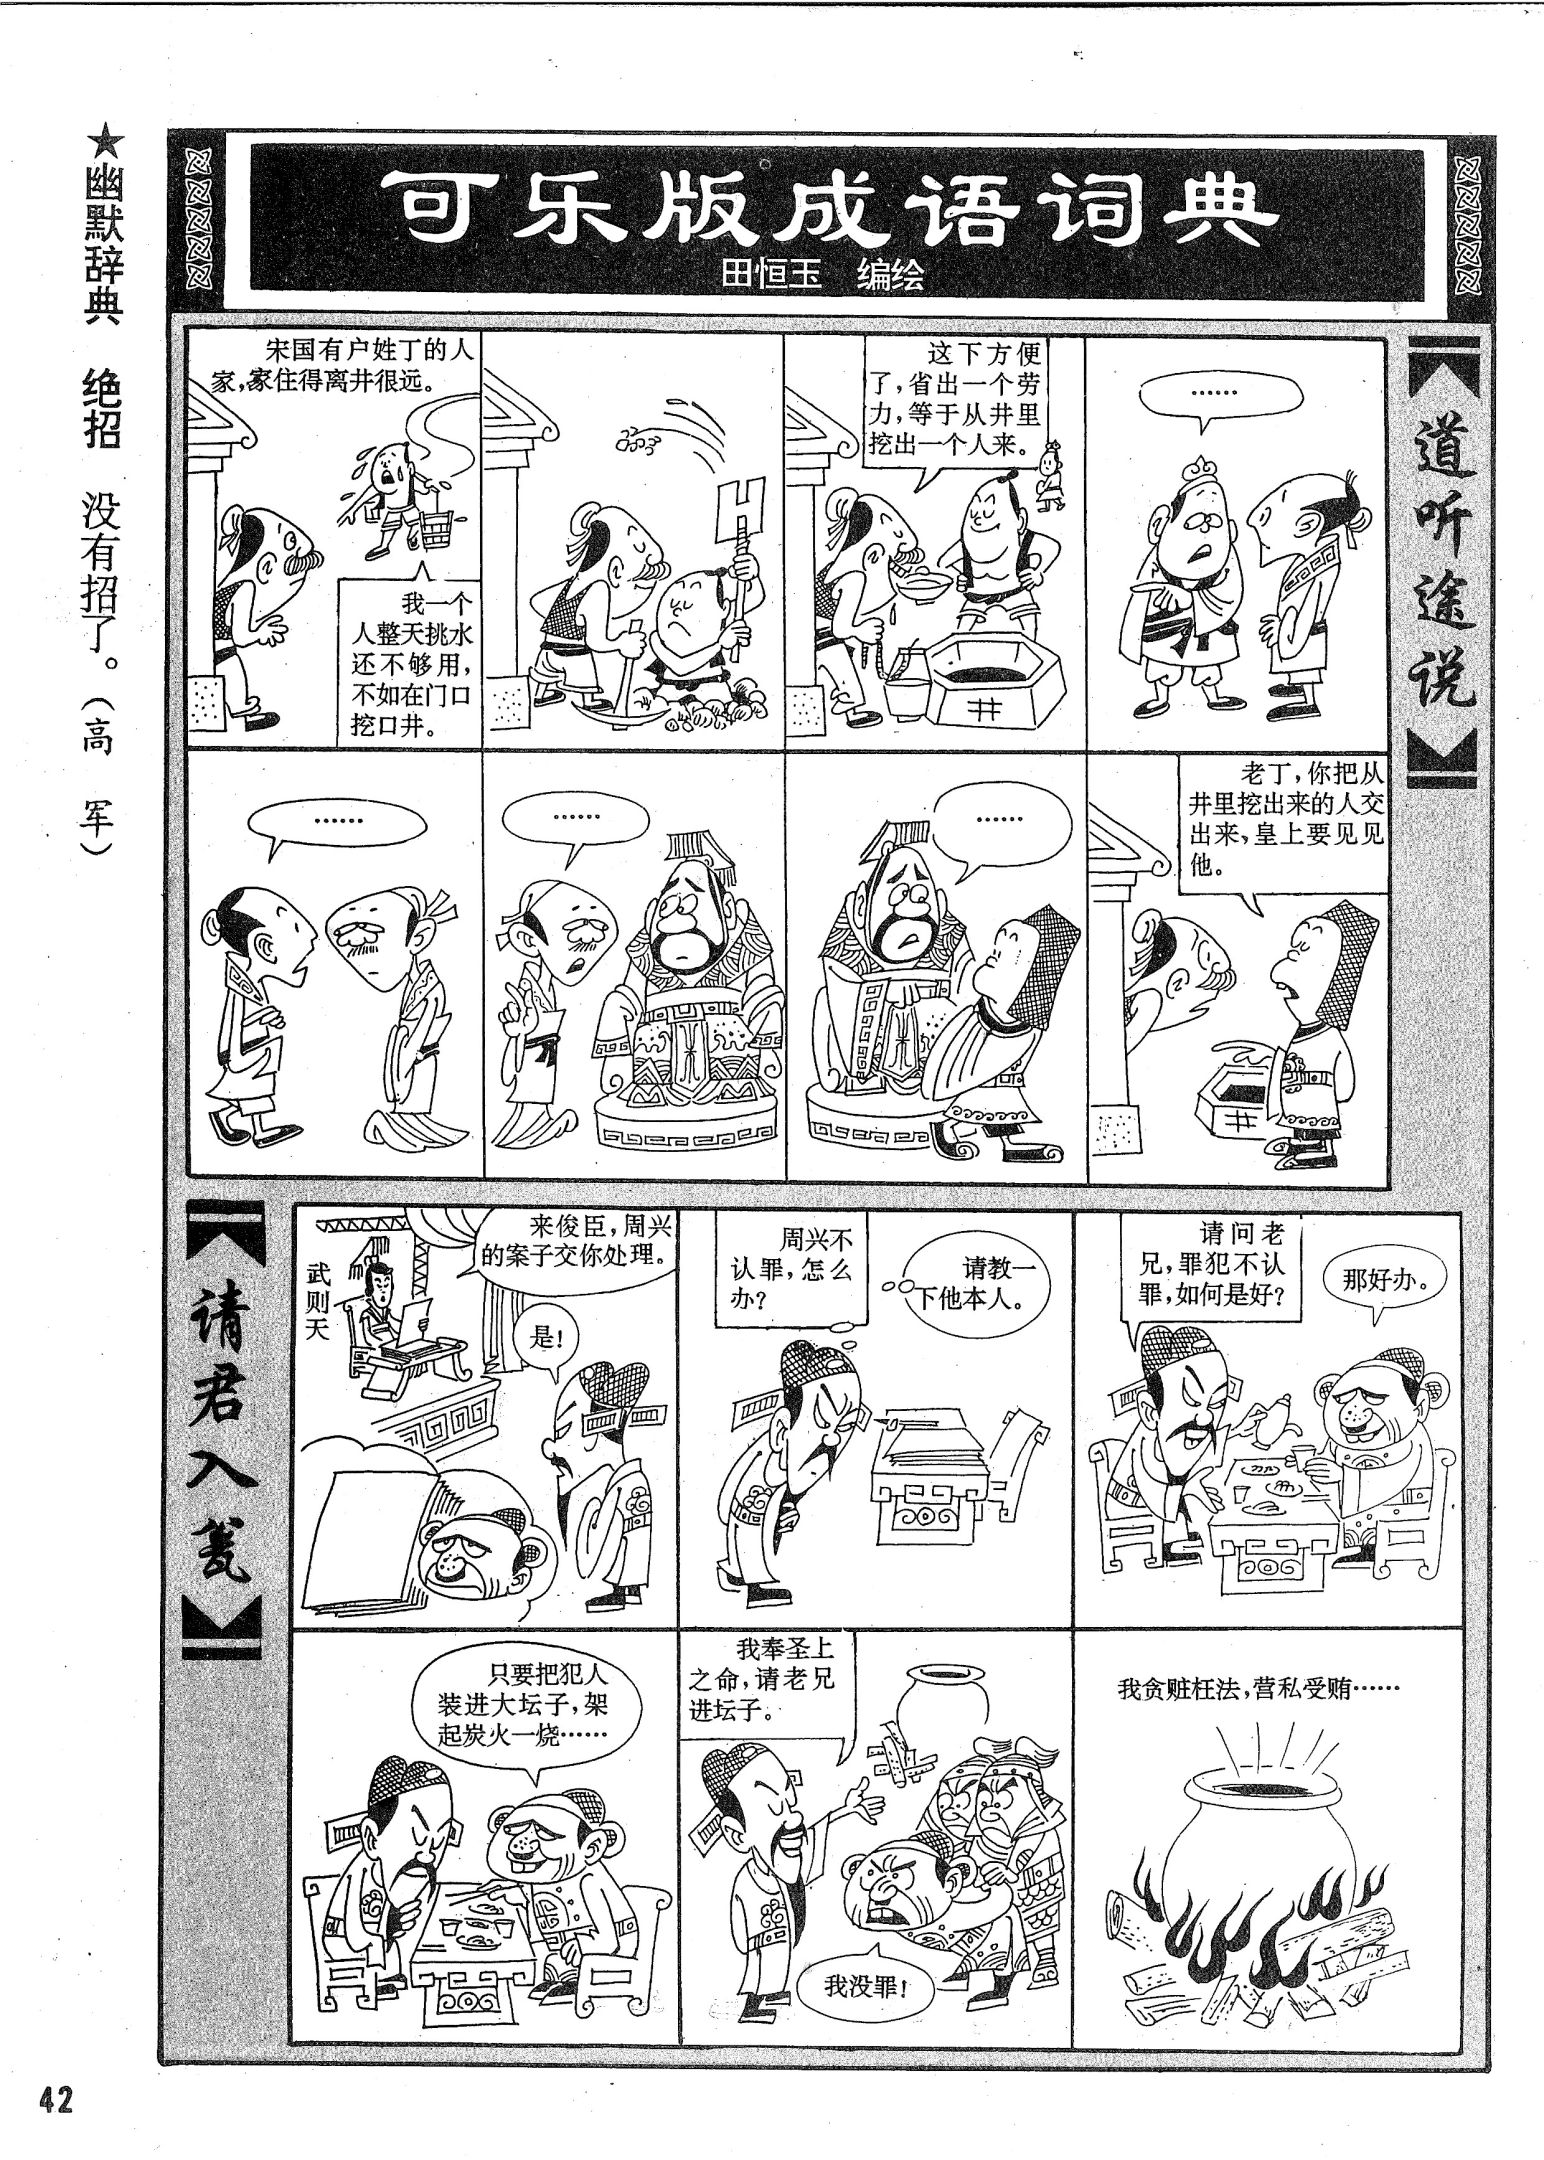 可乐版成语词典
田恒玉 编绘
★幽默辞典 绝招 没有招了。(高 军)
道听途说
宋国有户姓丁的人
家,家住得离井很远。
我一个
人整天挑水
还不够用,
不如在门口
挖口井。
这下方便
了,省出一个劳
力,等于从井里
挖出一个人来。
井
……
……
……
……
老丁,你把从
井里挖出来的人交
出来,皇上要见见
他。
井
请君入瓮
来俊臣,周兴
的案子交你处理。
武则天
是!
周兴不
认罪,怎么
办?
请教一
下他本人。
请问老
兄,罪犯不认
罪,如何是好?
那好办。
只要把犯人
装进大坛子,架
起炭火一烧……
我奉圣上
之命,请老兄
进坛子。
我没罪!
我贪赃枉法,营私受贿……
42